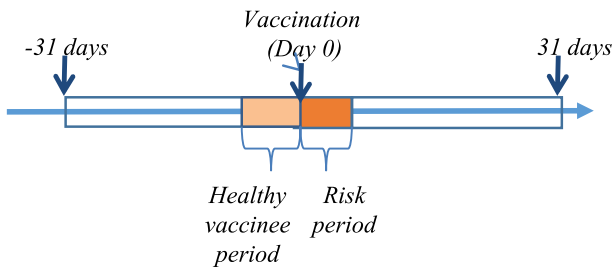 Vaccination
(Day 0)
-31 days
31 days
Healthy
vaccinee
period
Risk
period